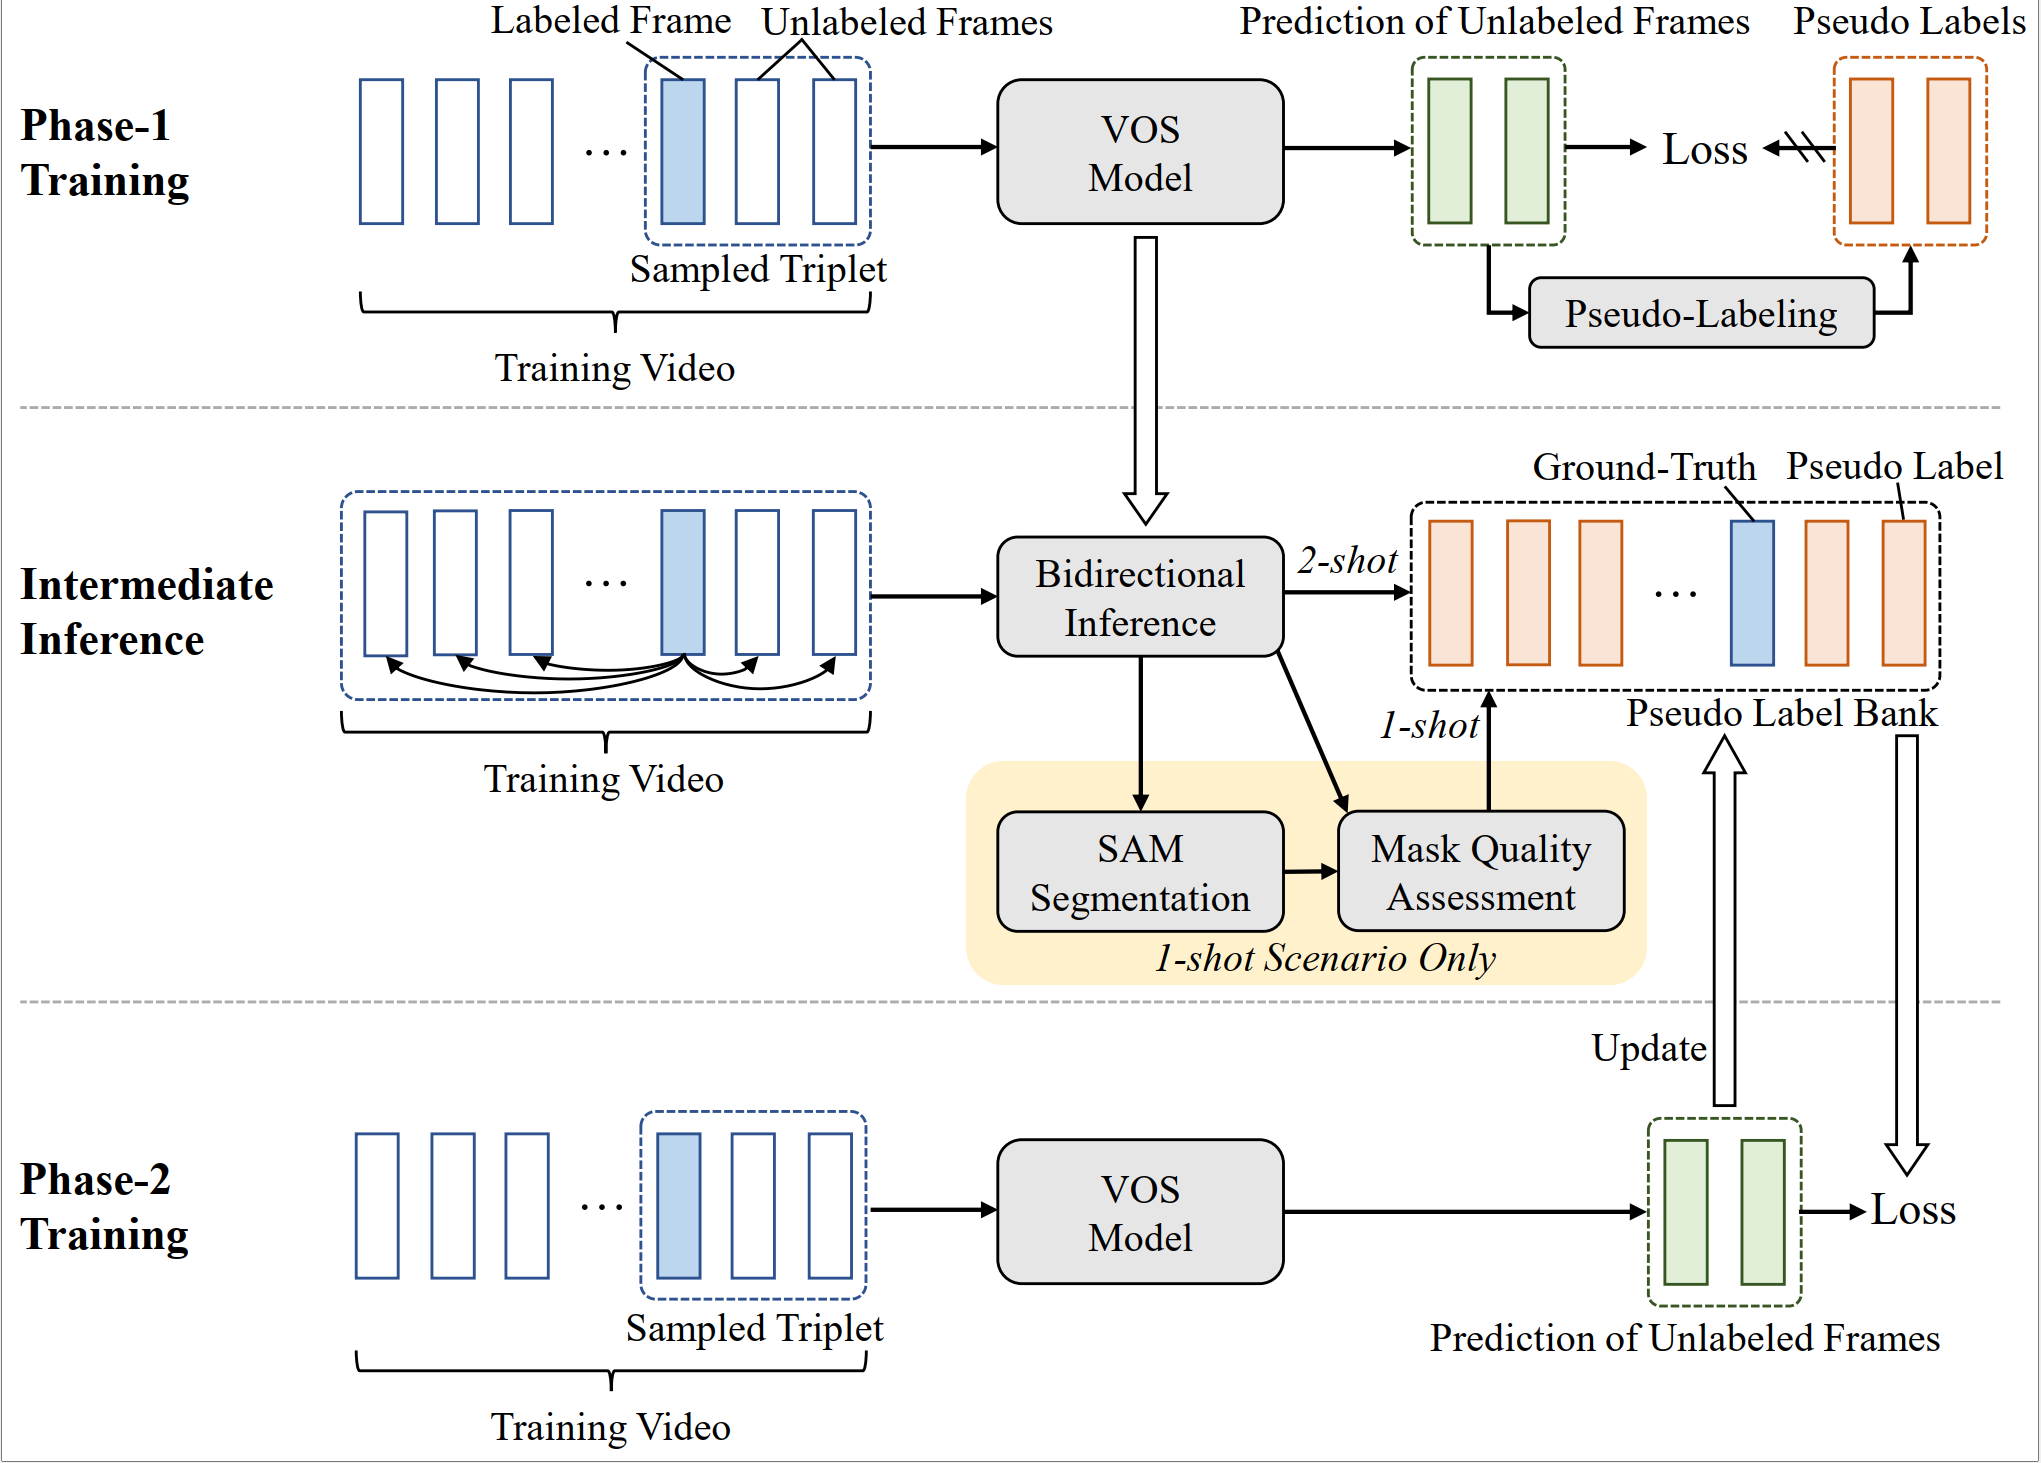 Labeled Frame
Unlabeled Frames
Prediction of Unlabeled Frames
Pseudo Labels
Phase-1
Training
...
VOS
Model
Loss
Sampled Triplet
Pseudo-Labeling
Training Video
Ground-Truth
Pseudo Label
Intermediate
Inference
...
Bidirectional
Inference
2-shot
...
Pseudo Label Bank
1-shot
Training Video
SAM
Segmentation
Mask Quality
Assessment
1-shot Scenario Only
Update
Phase-2
Training
...
VOS
Model
Loss
Sampled Triplet
Prediction of Unlabeled Frames
Training Video